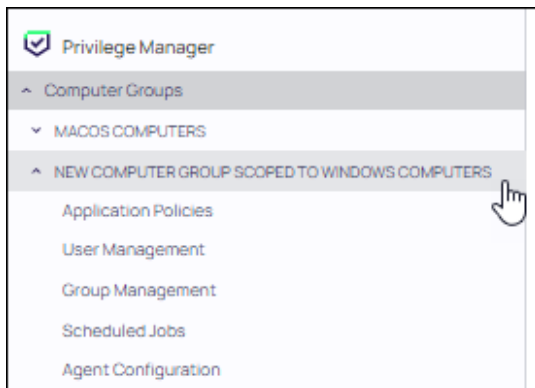 Privilege Manager
Computer Groups
MACOS COMPUTERS
NEW COMPUTER GROUP SCOPED TO WINDOWS COMPUTERS
Application Policies
User Management
Group Management
Scheduled Jobs
Agent Configuration